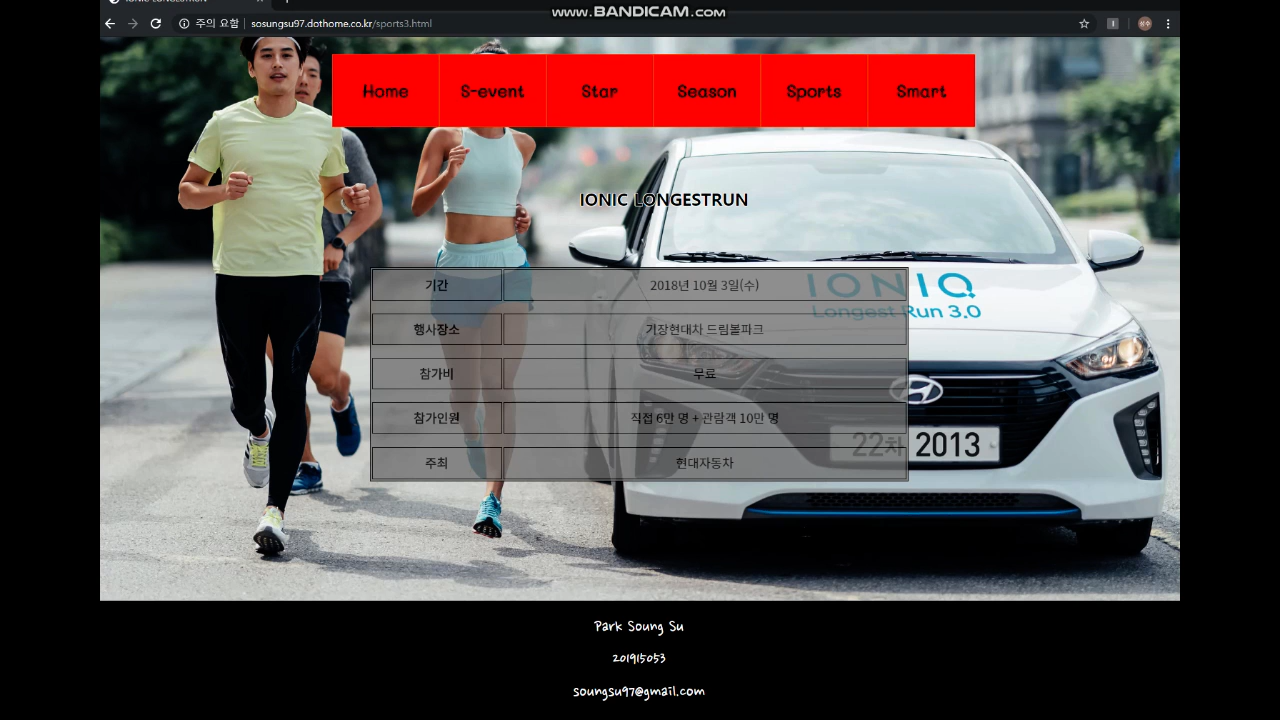 www.BANDICAM.com
주의 요함 | sosungsu97.dothome.co.kr/sports3.html
Home S-event Star Season Sports Smart
IONIC LONGESTRUN
기간 2018년 10월 3일(수)
IONIQ
Longest Run 3.0
행사장소 기장현대차 드림볼파크
참가비 무료
참가인원 직접 6만 명 + 관람객 10만 명
22차 2013
주최 현대자동차
Park Soung Su
201915053
soungsu97@gmail.com